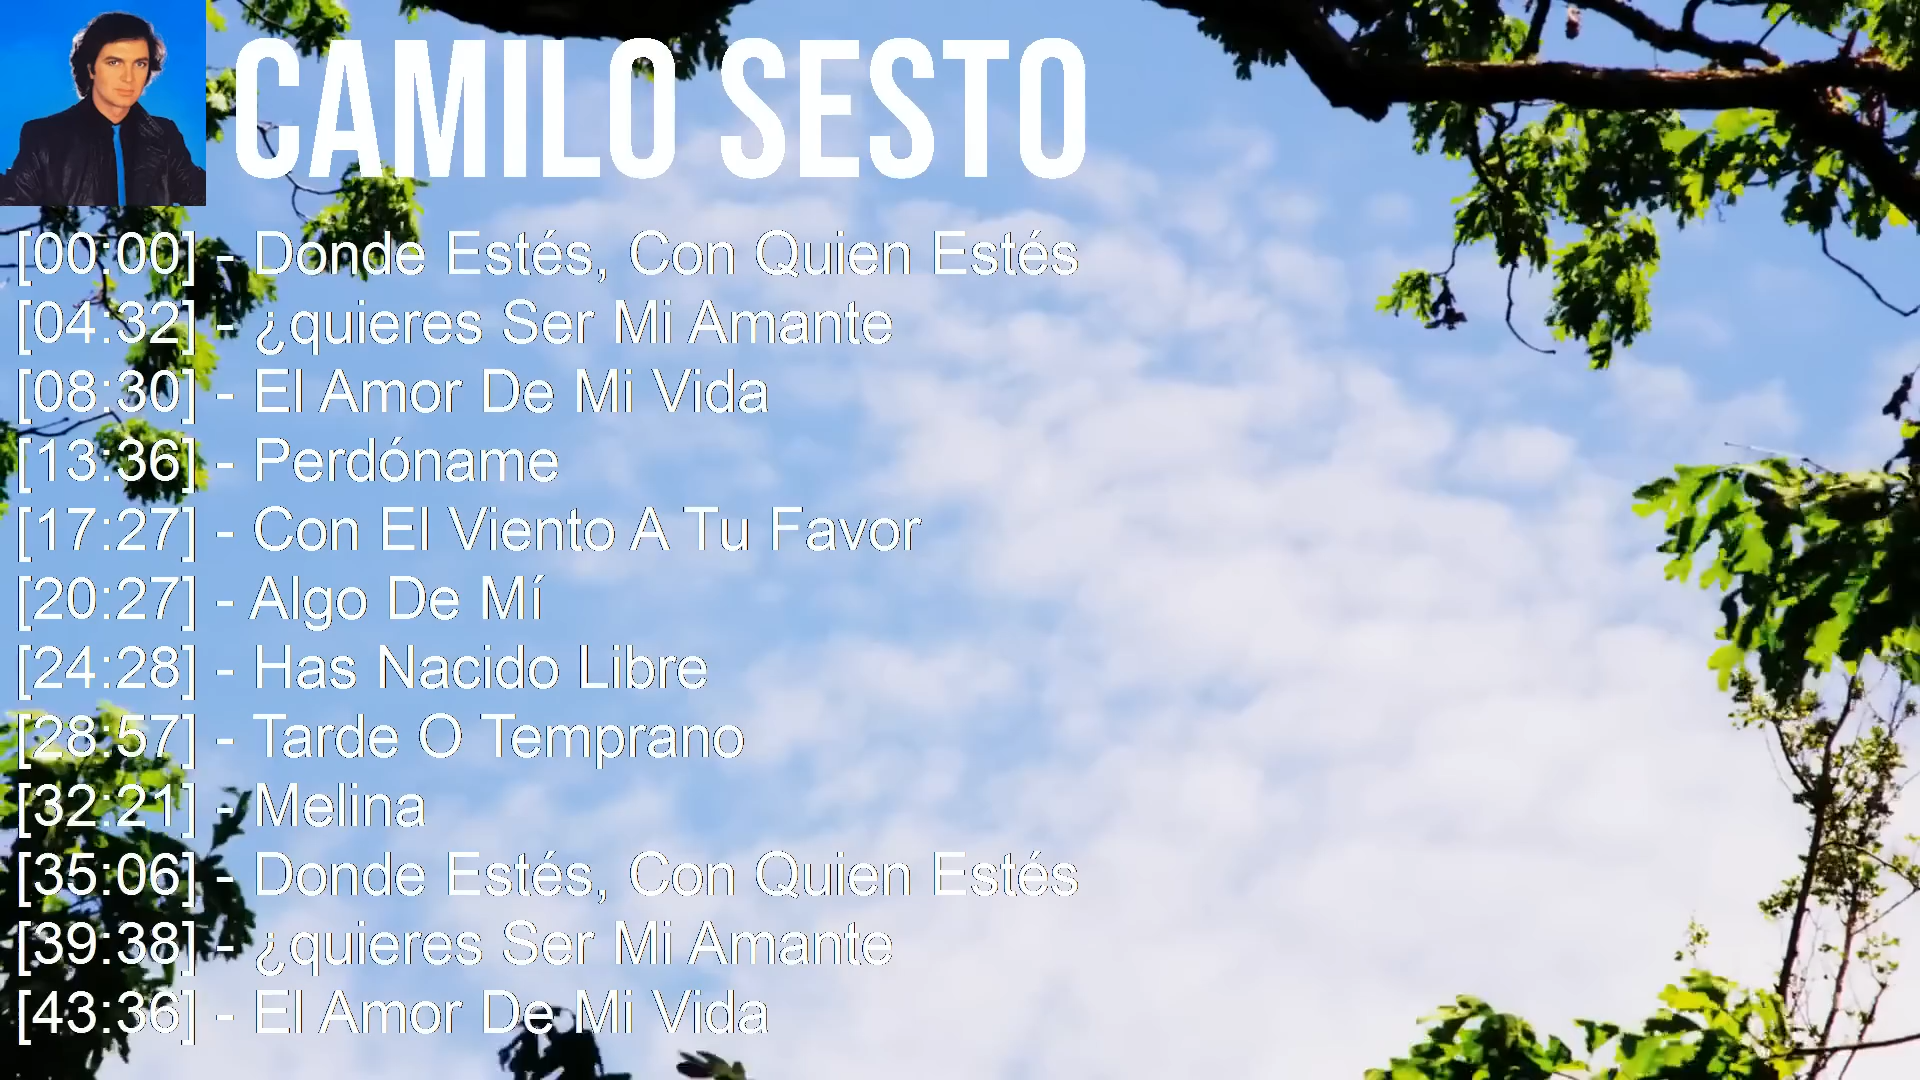 CAMILO SESTO
[00:00] - Donde Estés, Con Quien Estés
[04:32] - ¿quieres Ser Mi Amante
[08:30] - El Amor De Mi Vida
[13:36] - Perdóname
[17:27] - Con El Viento A Tu Favor
[20:27] - Algo De Mí
[24:28] - Has Nacido Libre
[28:57] - Tarde O Temprano
[32:21] - Melina
[35:06] - Donde Estés, Con Quien Estés
[39:38] - ¿quieres Ser Mi Amante
[43:36] - El Amor De Mi Vida